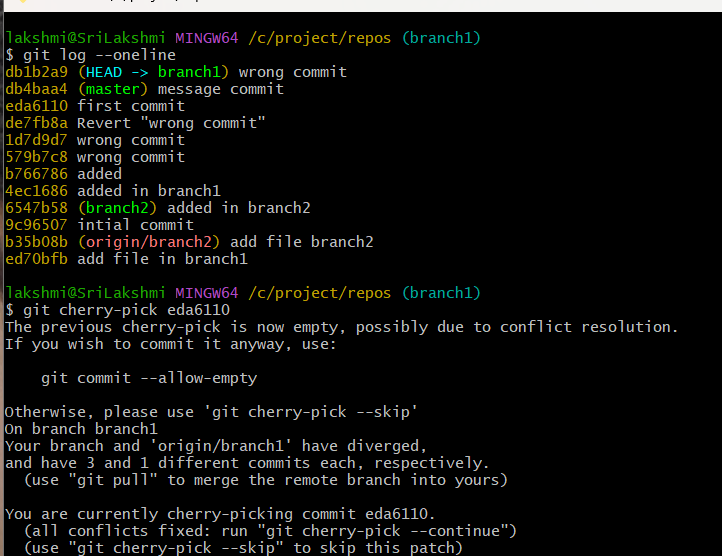 lakshmi@SriLakshmi MINGW64 /c/project/repos (branch1)
$ git log --oneline
db1b2a9 (HEAD -> branch1) wrong commit
db4baa4 (master) message commit
eda6110 first commit
de7fb8a Revert "wrong commit"
1d7d9d7 wrong commit
579b7c8 wrong commit
b766786 added
4ec1686 added in branch1
6547b58 (branch2) added in branch2
9c96507 intial commit
b35b08b (origin/branch2) add file branch2
ed70bfb add file in branch1
lakshmi@SriLakshmi MINGW64 /c/project/repos (branch1)
$ git cherry-pick eda6110
The previous cherry-pick is now empty, possibly due to conflict resolution.
If you wish to commit it anyway, use:
git commit --allow-empty
Otherwise, please use 'git cherry-pick --skip'
On branch branch1
Your branch and 'origin/branch1' have diverged,
and have 3 and 1 different commits each, respectively.
(use "git pull" to merge the remote branch into yours)
You are currently cherry-picking commit eda6110.
(all conflicts fixed: run "git cherry-pick --continue")
(use "git cherry-pick --skip" to skip this patch)